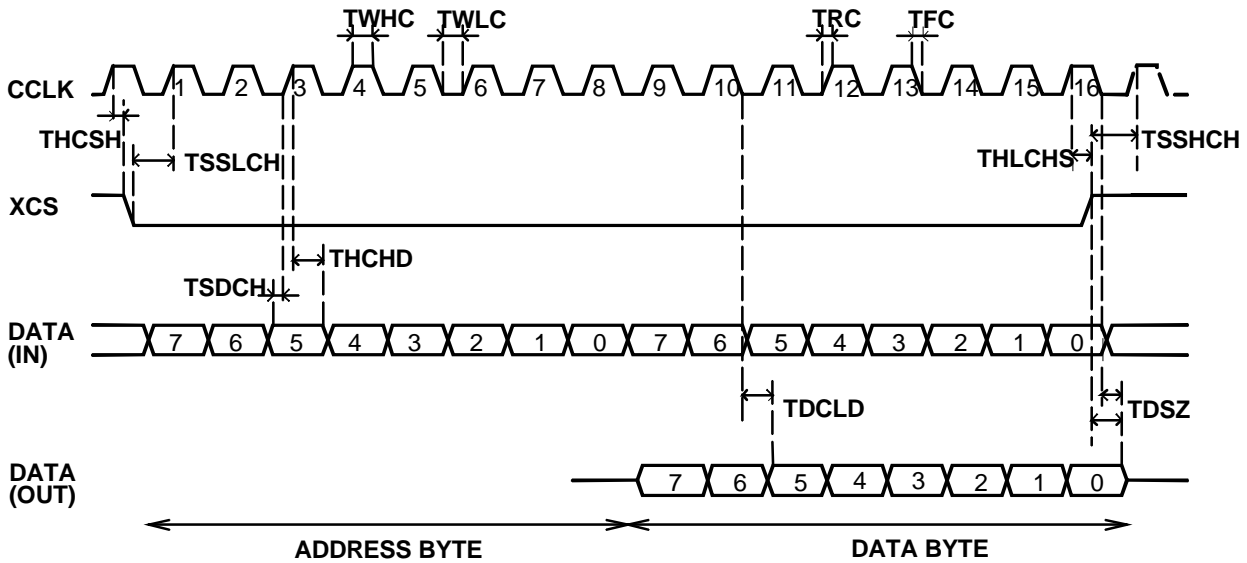 TWHC TWLC TRC TFC
CCLK 1 2 3 4 5 6 7 8 9 10 11 12 13 14 15 16
THCSH TSSLCH THLCHS TSSHCH
XCS
THCHD
TSDCH
DATA
(IN) 7 6 5 4 3 2 1 0 7 6 5 4 3 2 1 0
TDCLD TDSZ
DATA
(OUT) 7 6 5 4 3 2 1 0
ADDRESS BYTE DATA BYTE